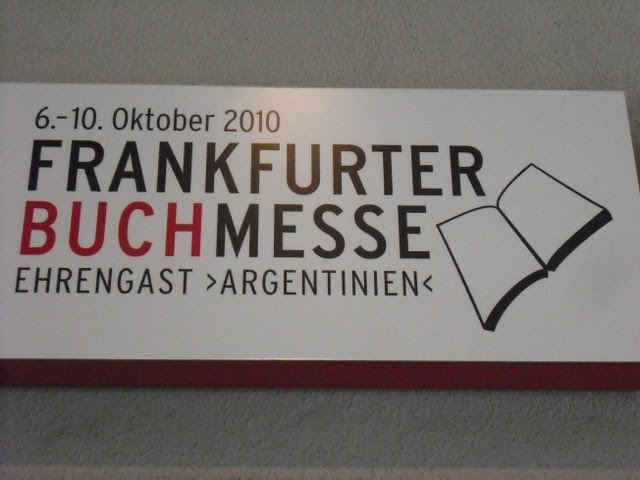 6.-10. Oktober 2010
FRANKFURTER
BUCHMESSE
EHRENGAST >ARGENTINIEN<